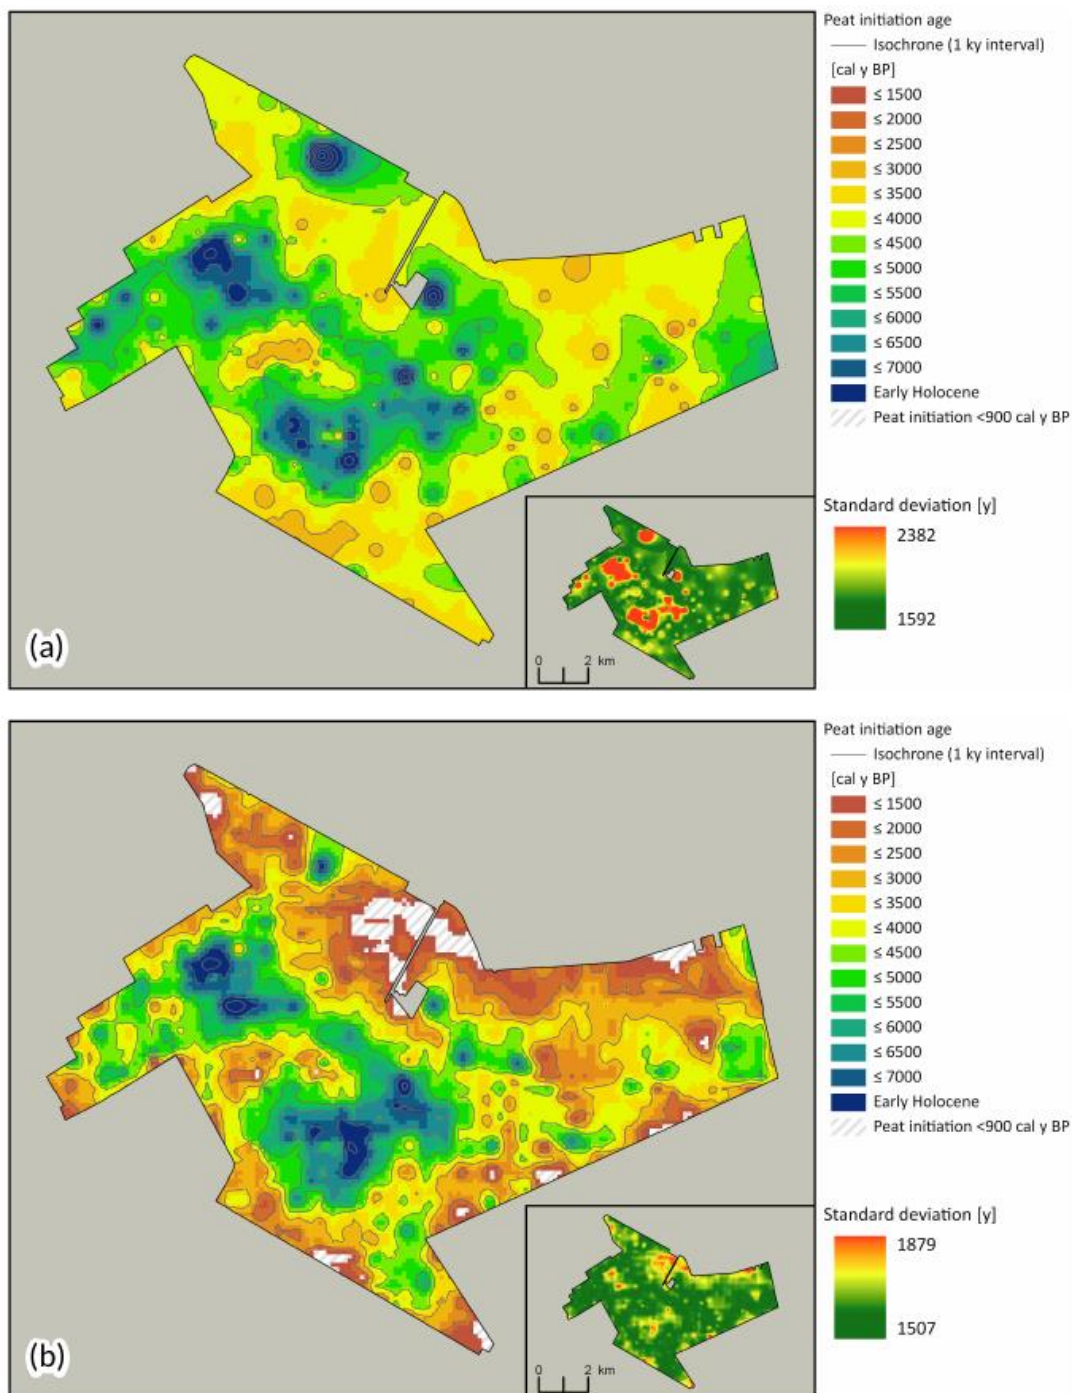 Peat initiation age
Isochrone (1 ky interval)
[cal y BP]
≤ 1500
≤ 2000
≤ 2500
≤ 3000
≤ 3500
≤ 4000
≤ 4500
≤ 5000
≤ 5500
≤ 6000
≤ 6500
≤ 7000
Early Holocene
Peat initiation <900 cal y BP
Standard deviation [y]
2382
1592
0 2 km
(a)
Peat initiation age
Isochrone (1 ky interval)
[cal y BP]
≤ 1500
≤ 2000
≤ 2500
≤ 3000
≤ 3500
≤ 4000
≤ 4500
≤ 5000
≤ 5500
≤ 6000
≤ 6500
≤ 7000
Early Holocene
Peat initiation <900 cal y BP
Standard deviation [y]
1879
1507
0 2 km
(b)